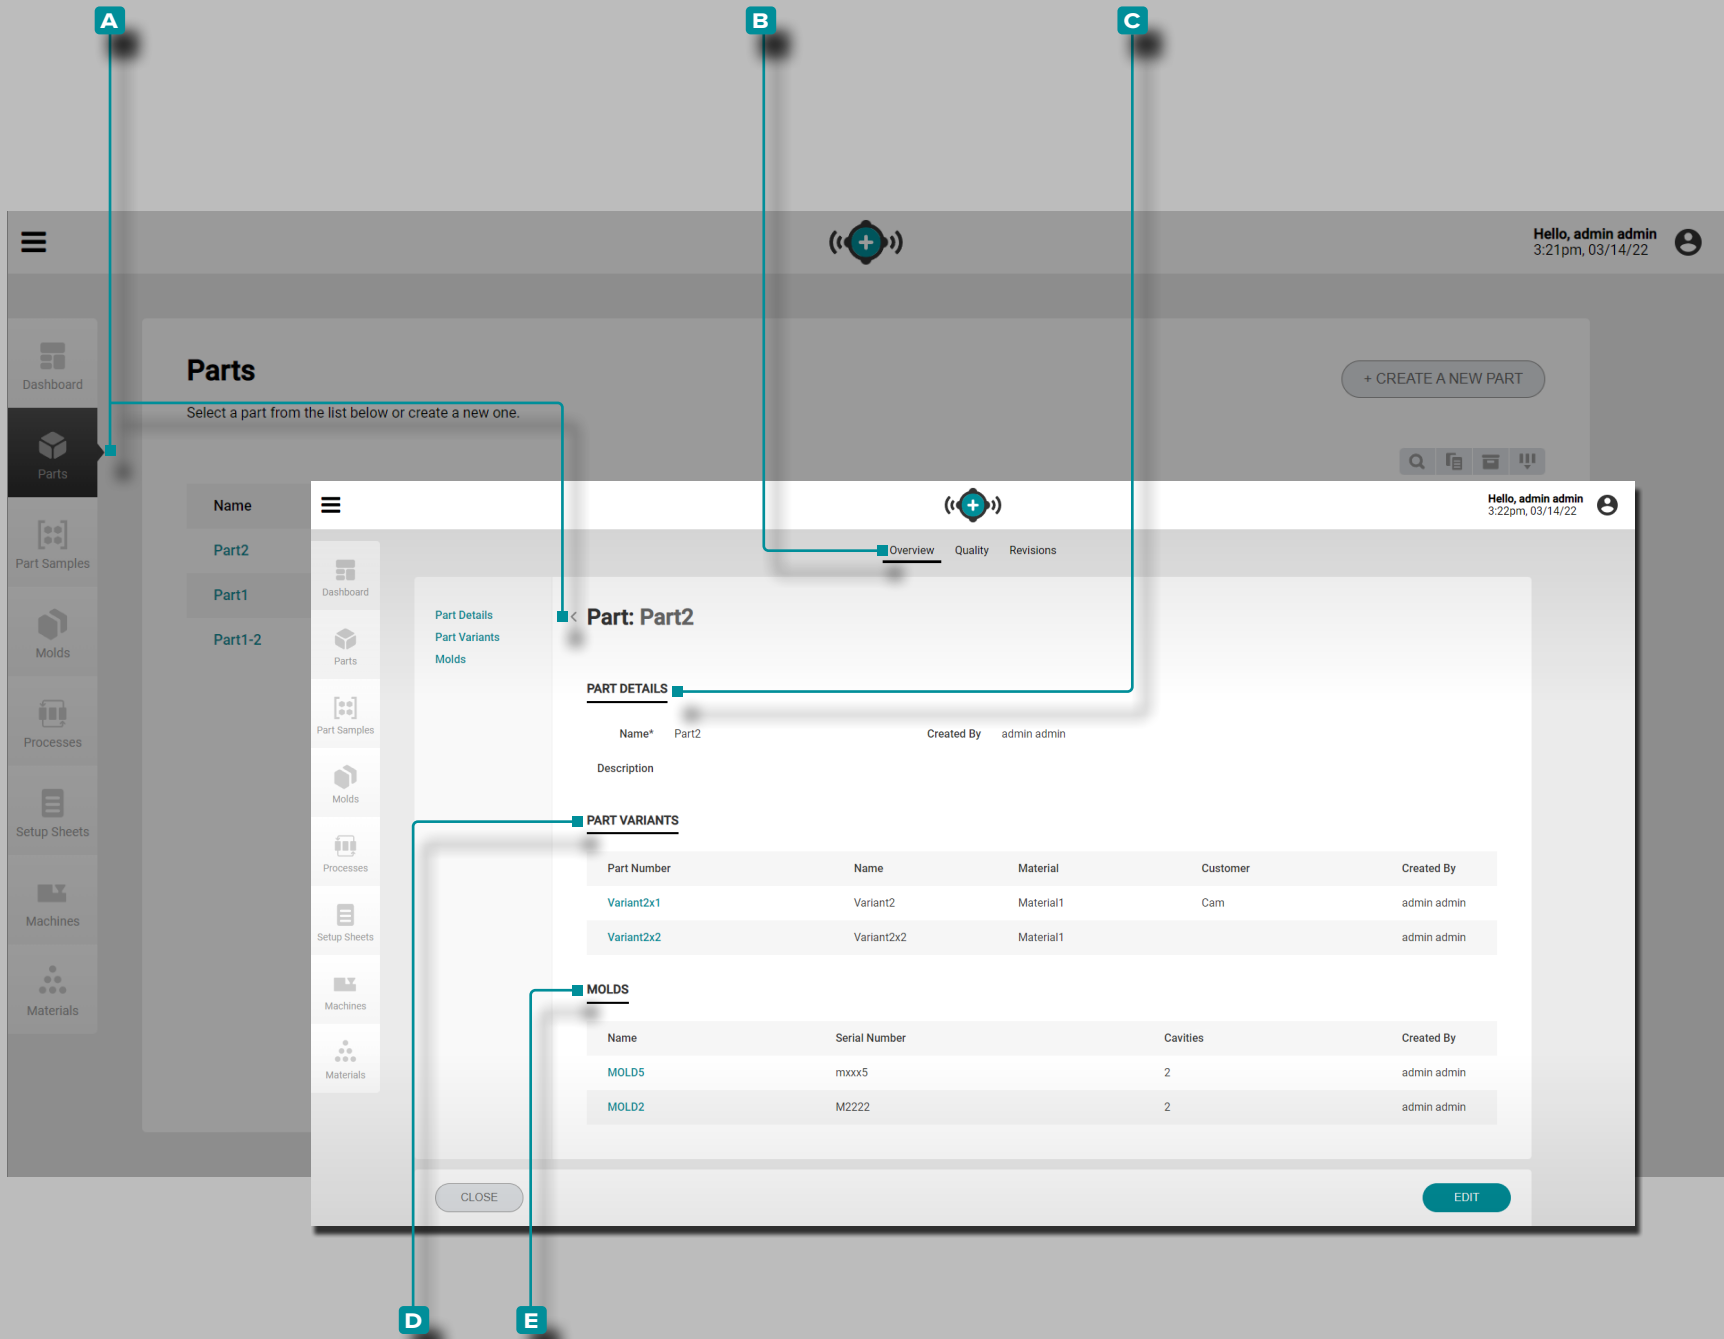 A B C
Hello, admin admin
3:21pm, 03/14/22
Dashboard
Parts
Part Samples
Molds
Processes
Setup Sheets
Machines
Materials
Parts
+ CREATE A NEW PART
Select a part from the list below or create a new one.
Name
Part2
Part1
Part1-2
Hello, admin admin
3:22pm, 03/14/22
Overview Quality Revisions
Dashboard
Parts
Part Samples
Molds
Processes
Setup Sheets
Machines
Materials
Part Details
Part Variants
Molds
< Part: Part2
PART DETAILS
Name* Part2 Created By admin admin
Description
PART VARIANTS
Part Number Name Material Customer Created By
Variant2x1 Variant2 Material1 Cam admin admin
Variant2x2 Variant2x2 Material1 admin admin
MOLDS
Name Serial Number Cavities Created By
MOLD5 mxxx5 2 admin admin
MOLD2 M2222 2 admin admin
CLOSE EDIT
D E